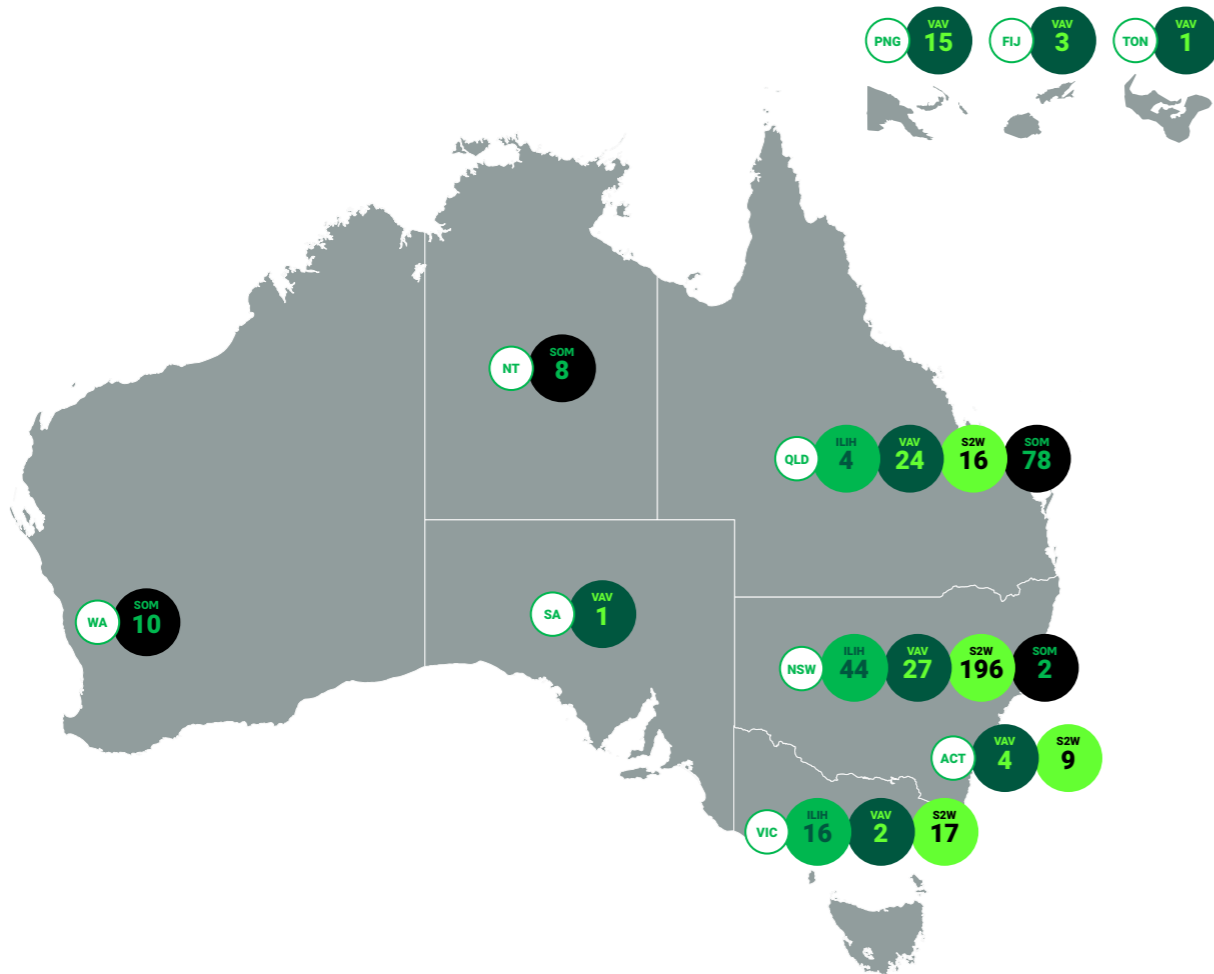 PNG VAV 15
FIJ VAV 3
TON VAV 1
NT SOM 8
QLD ILIH 4 VAV 24 S2W 16 SOM 78
WA SOM 10
SA VAV 1
NSW ILIH 44 VAV 27 S2W 196 SOM 2
ACT VAV 4 S2W 9
VIC ILIH 16 VAV 2 S2W 17